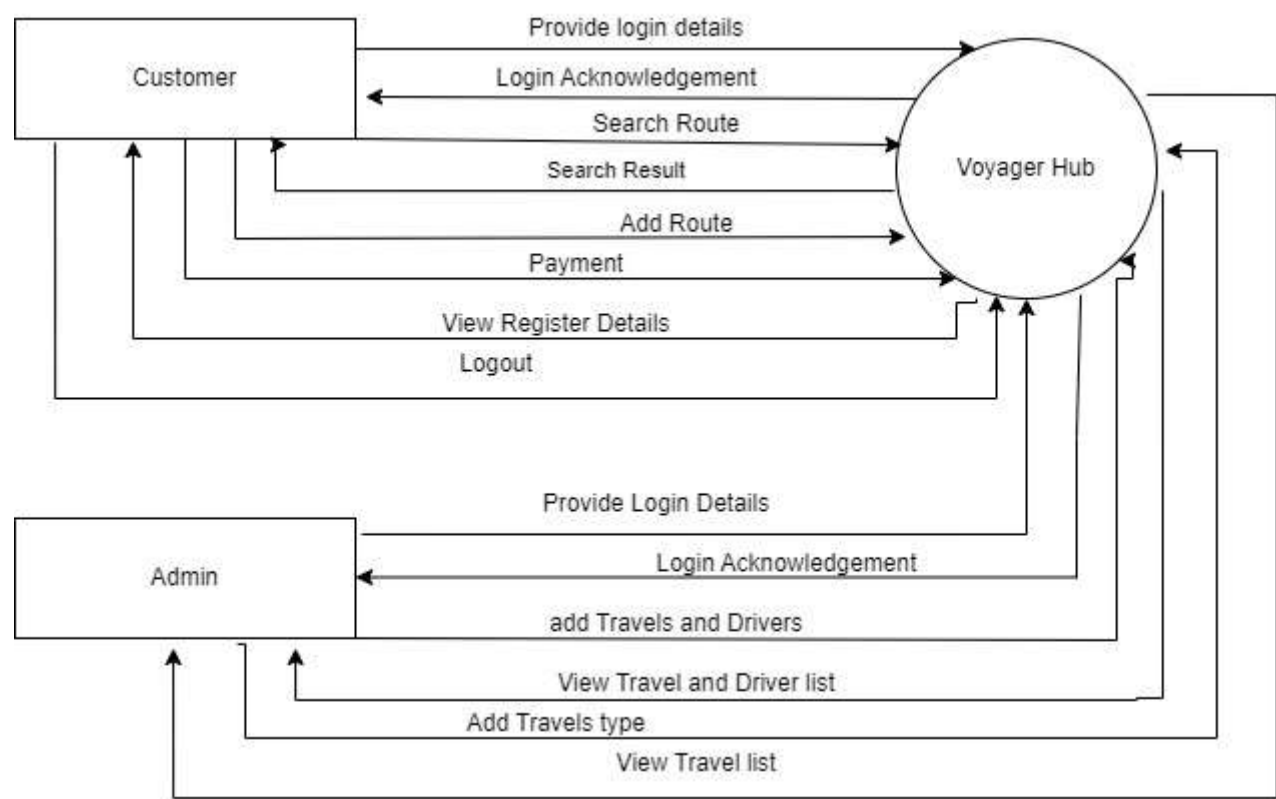 Provide login details
Customer
Login Acknowledgement
Search Route
Voyager Hub
Search Result
Add Route
Payment
View Register Details
Logout
Provide Login Details
Login Acknowledgement
Admin
add Travels and Drivers
View Travel and Driver list
Add Travels type
View Travel list